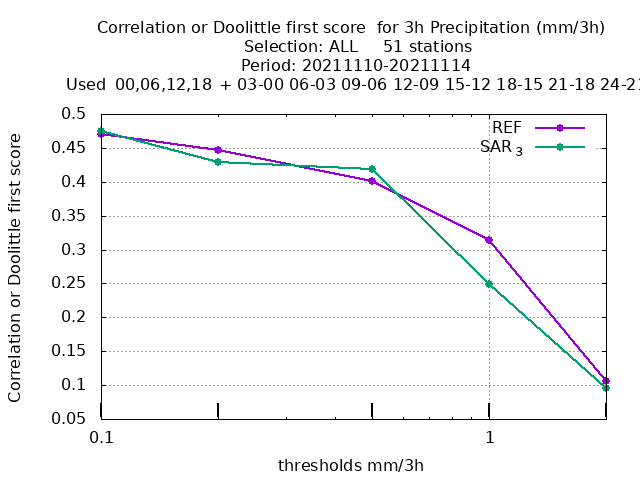 Correlation or Doolittle first score  for 3h Precipitation (mm/3h)
Selection: ALL     51 stations
Period: 20211110-20211114
Used  00,06,12,18  + 03-00 06-03 09-06 12-09  15-12  18-15  21-18  24-21
0.5
0.45
0.4
0.35
0.3
0.25
0.2
0.15
0.1
0.05
Correlation or Doolittle first score
REF
SAR 3
0.1
1
thresholds mm/3h